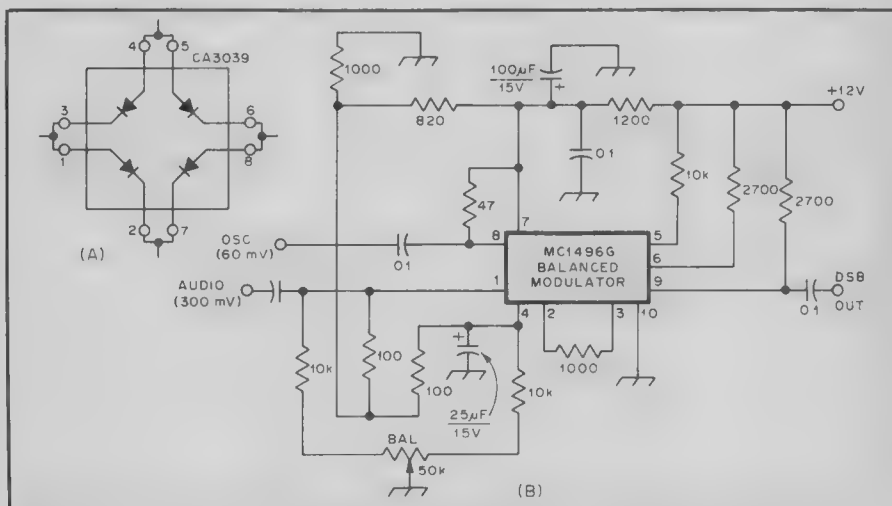 4
5
CA3039
3
6
1
8
2
7
(A)
1000
100µF
15V
+12V
820
1200
01
10k
2700
2700
47
7
OSC
(60 mV)
01
8
MC1496G
BALANCED
MODULATOR
5
6
9
DSB
OUT
01
AUDIO
(300 mV)
1
4
2
3
10
10k
100
100
+
25µF
15V
10k
1000
BAL
50k
(B)